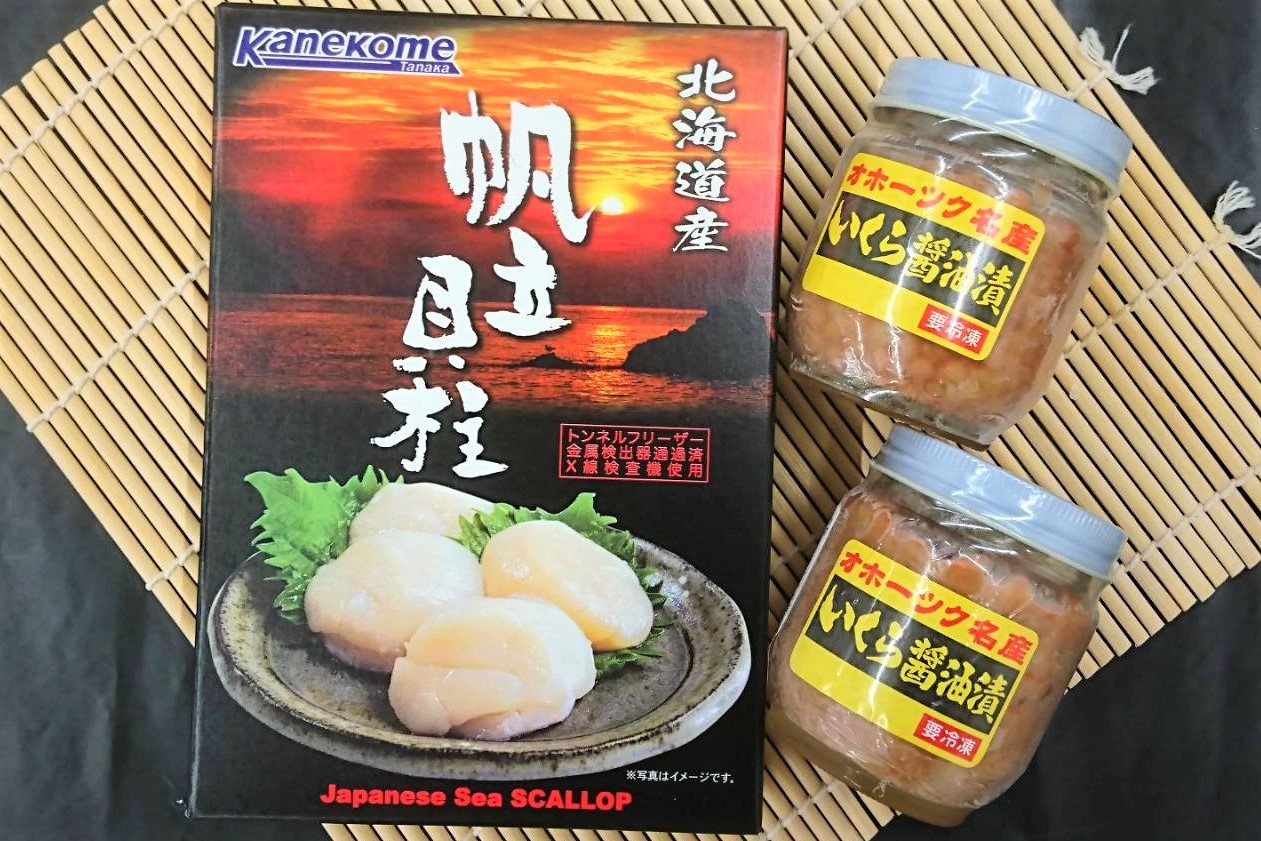 Kanekome
Tanaka
北海道産
帆立
貝柱
トンネルフリーザー
金属検出器通過済
X線検査機使用
※写真はイメージです。
Japanese Sea SCALLOP
オホーツク名産
いくら醤油漬
要冷凍
オホーツク名産
いくら醤油漬
要冷凍